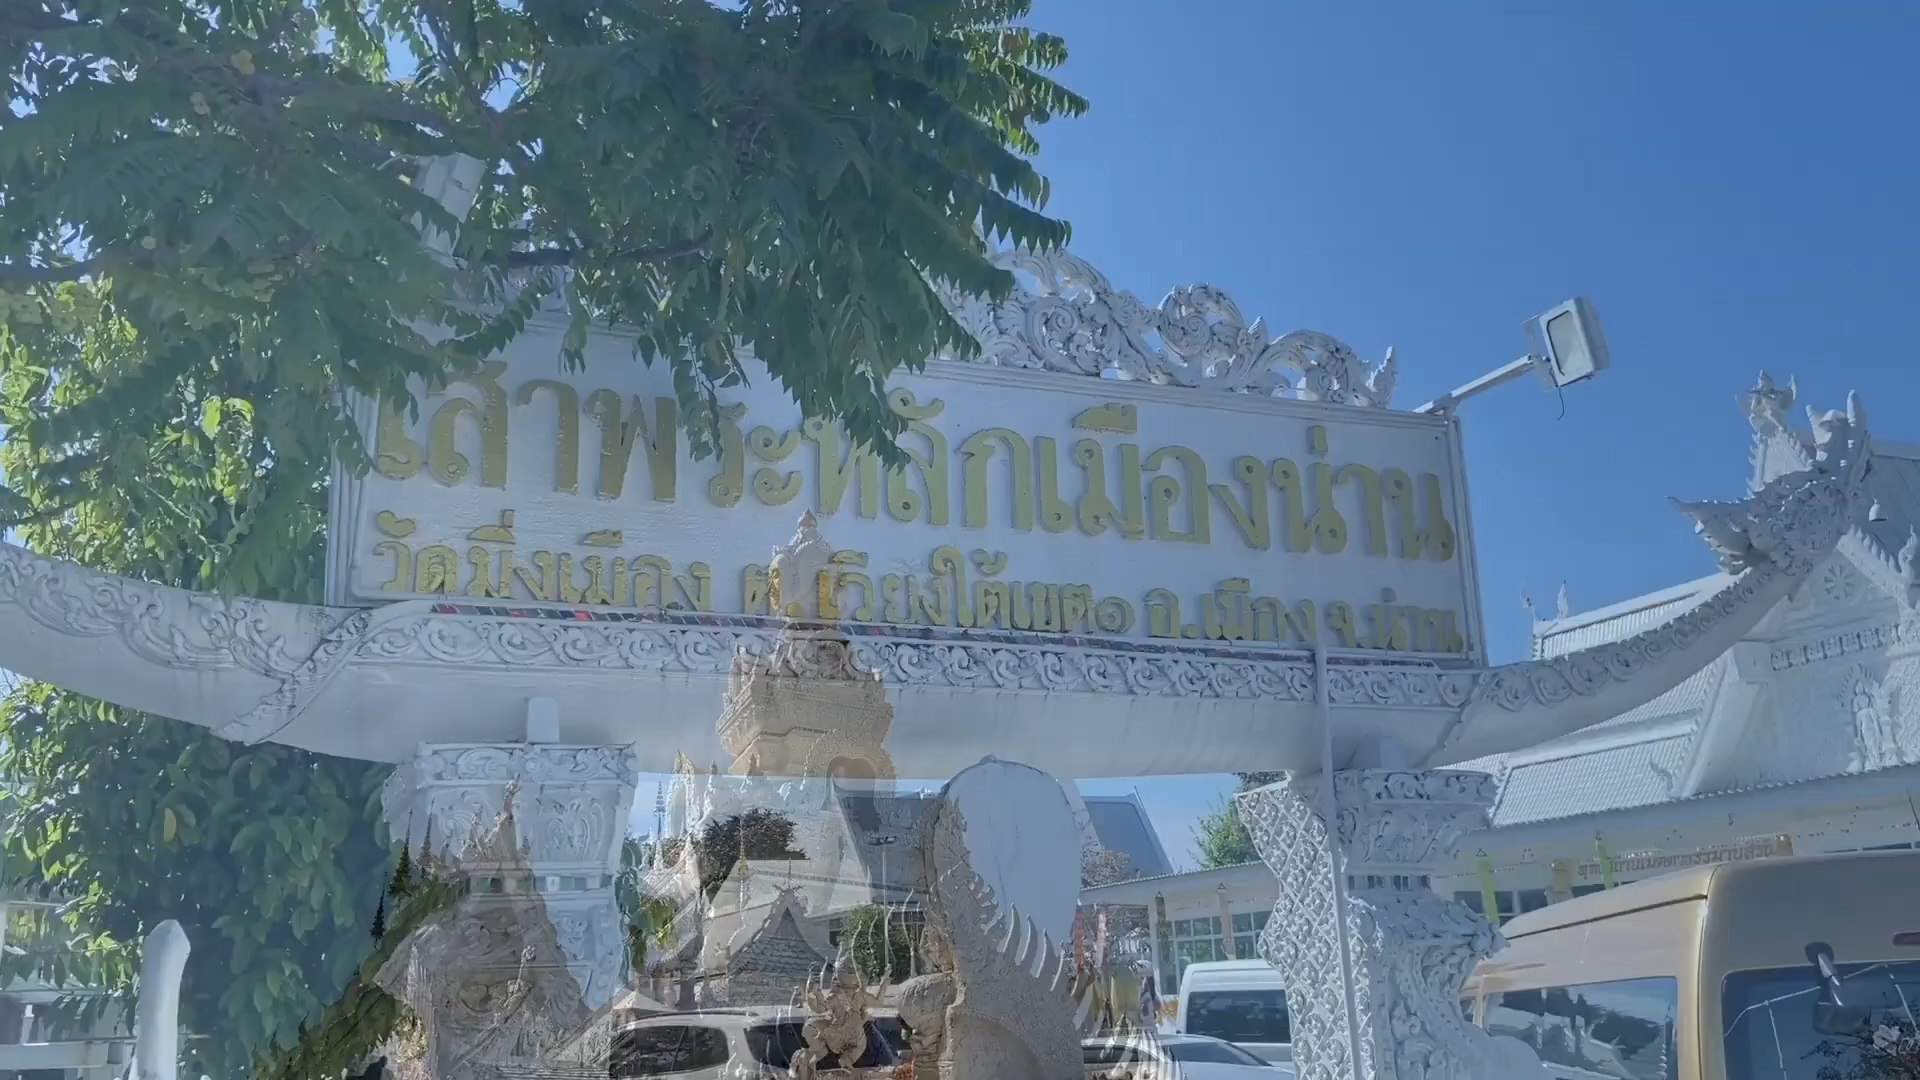 เสาพระหลักเมืองน่าน
วัดมิ่งเมือง ต.เวียงใต้เขต๑ อ.เมือง จ.น่าน